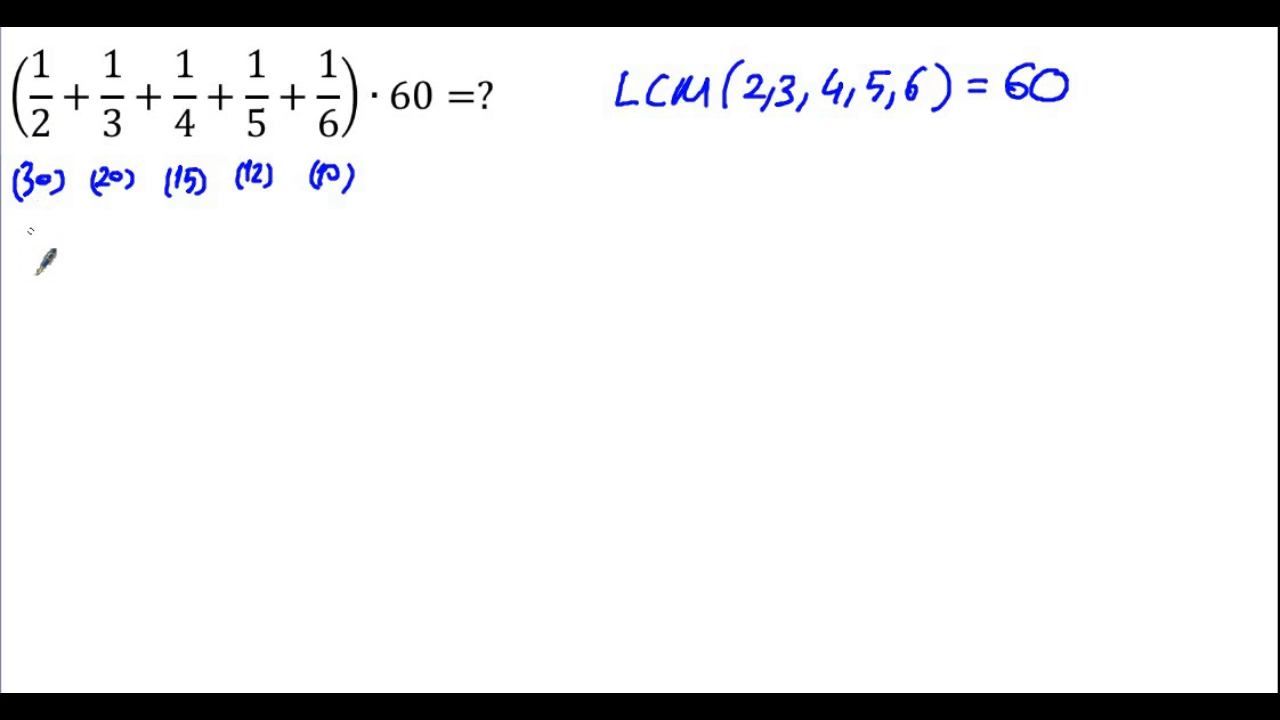 (1/2 + 1/3 + 1/4 + 1/5 + 1/6) · 60 =?
LCM(2,3,4,5,6) = 60
(30) (20) (15) (12) (10)